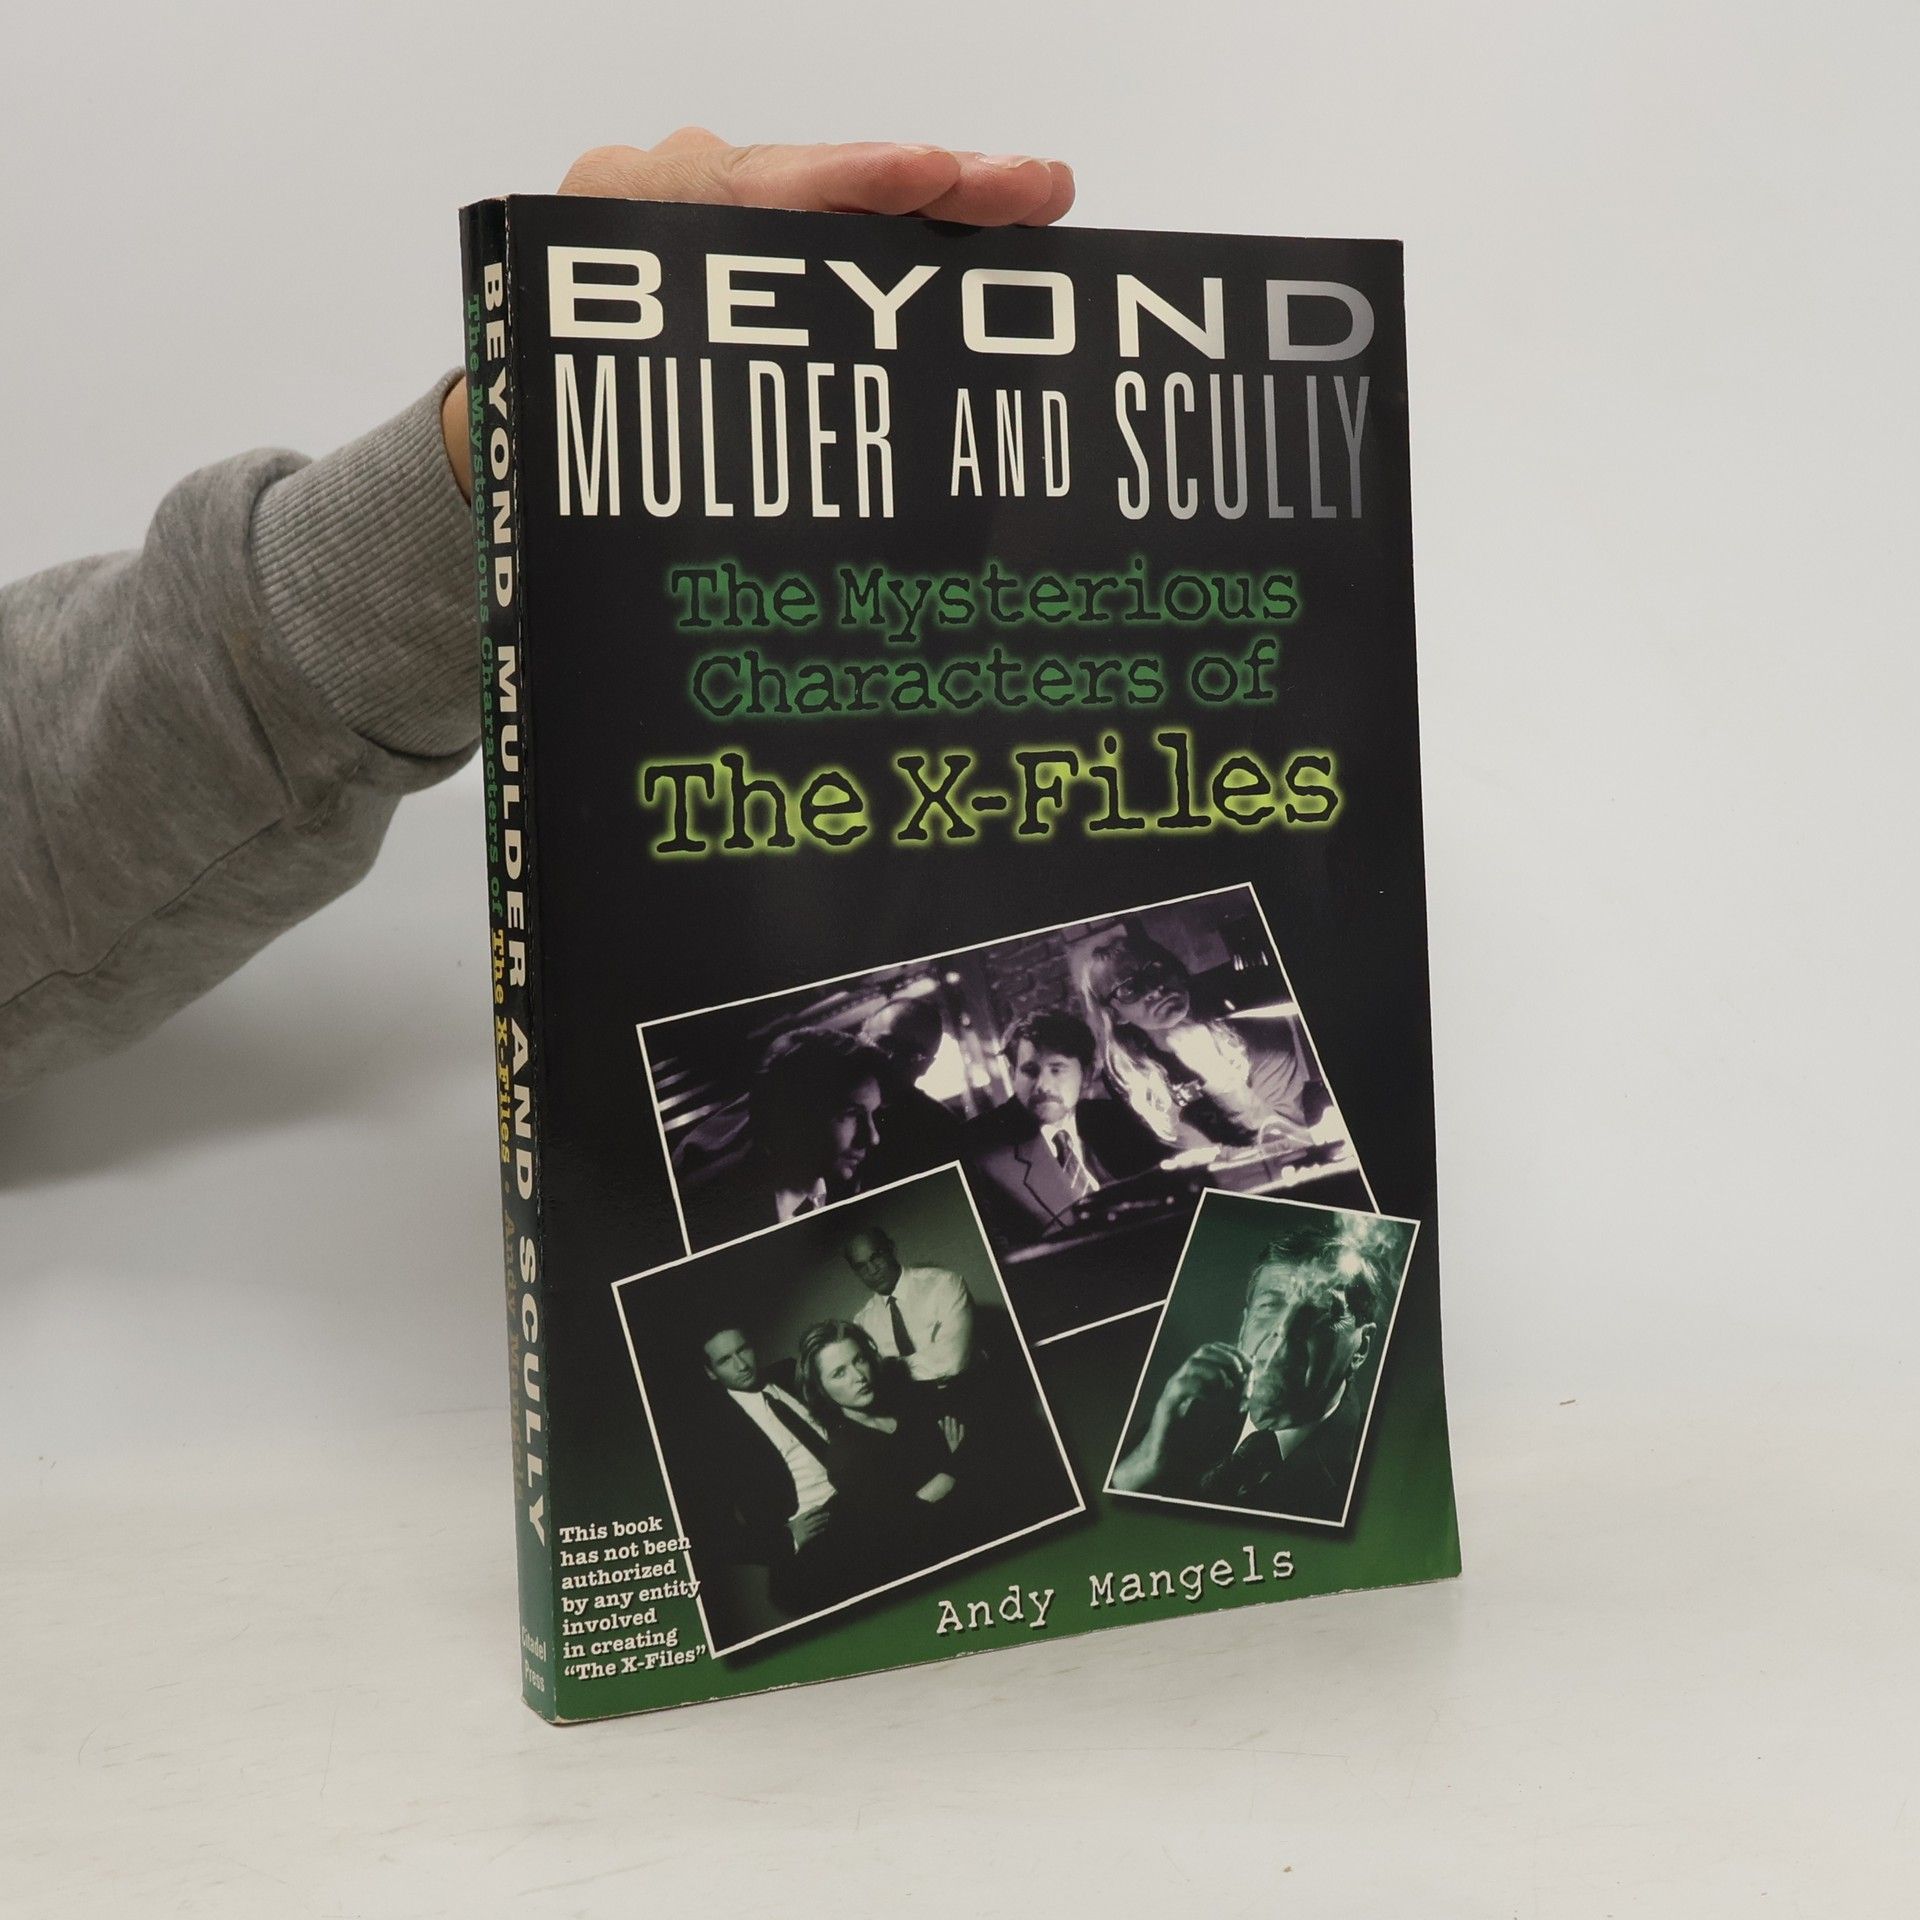 BEYOND
MULDER AND SCULLY
The Mysterious
Characters of
The X-Files
This book
has not been
authorized
by any entity
involved
in creating
“The X-Files”
Andy Mangels
BEYOND MULDER AND SCULLY
The Mysterious Characters of The X-Files • Andy Mangels
Citadel
Press